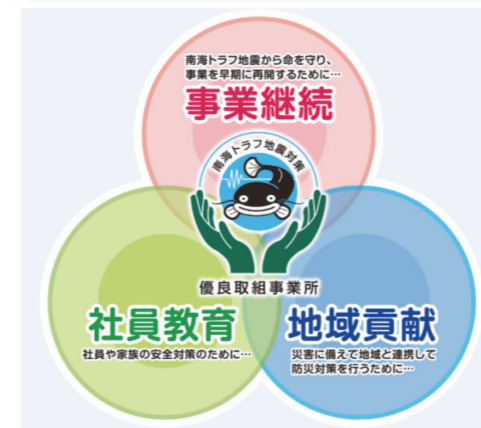 南海トラフ地震から命を守り、
事業を早期に再開するために…
事業継続
南海トラフ地震対策
優良取組事業所
社員教育
社員や家族の安全対策のために…
地域貢献
災害に備えて地域と連携して
防災対策を行うために…